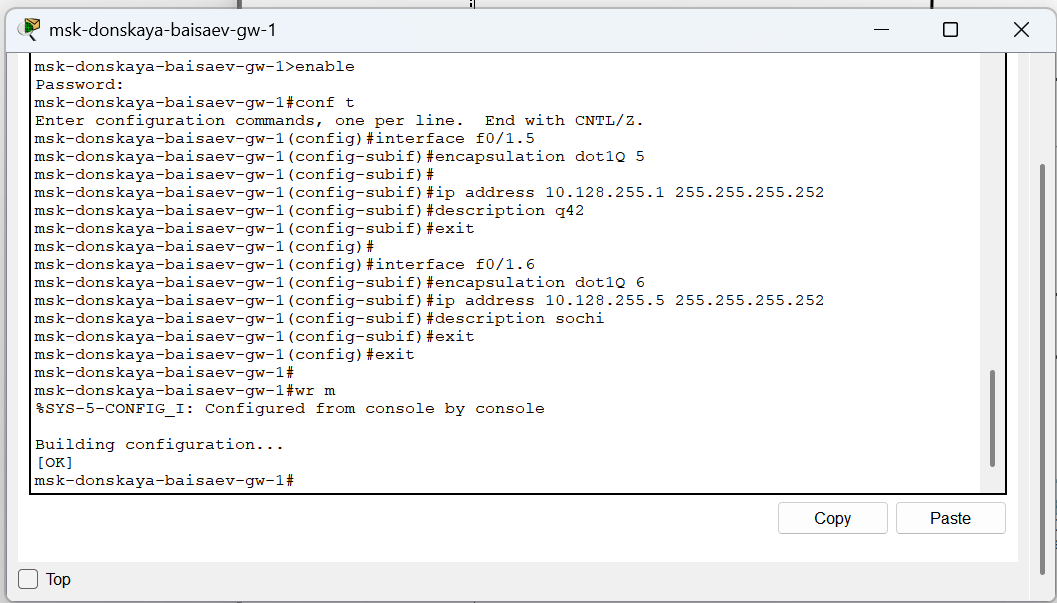 msk-donskaya-baisaev-gw-1
msk-donskaya-baisaev-gw-1>enable
Password:
msk-donskaya-baisaev-gw-1#conf t
Enter configuration commands, one per line.  End with CNTL/Z.
msk-donskaya-baisaev-gw-1(config)#interface f0/1.5
msk-donskaya-baisaev-gw-1(config-subif)#encapsulation dot1Q 5
msk-donskaya-baisaev-gw-1(config-subif)#
msk-donskaya-baisaev-gw-1(config-subif)#ip address 10.128.255.1 255.255.255.252
msk-donskaya-baisaev-gw-1(config-subif)#description q42
msk-donskaya-baisaev-gw-1(config-subif)#exit
msk-donskaya-baisaev-gw-1(config)#
msk-donskaya-baisaev-gw-1(config)#interface f0/1.6
msk-donskaya-baisaev-gw-1(config-subif)#encapsulation dot1Q 6
msk-donskaya-baisaev-gw-1(config-subif)#ip address 10.128.255.5 255.255.255.252
msk-donskaya-baisaev-gw-1(config-subif)#description sochi
msk-donskaya-baisaev-gw-1(config-subif)#exit
msk-donskaya-baisaev-gw-1(config)#exit
msk-donskaya-baisaev-gw-1#
msk-donskaya-baisaev-gw-1#wr m
%SYS-5-CONFIG_I: Configured from console by console
Building configuration...
[OK]
msk-donskaya-baisaev-gw-1#
Copy
Paste
Top